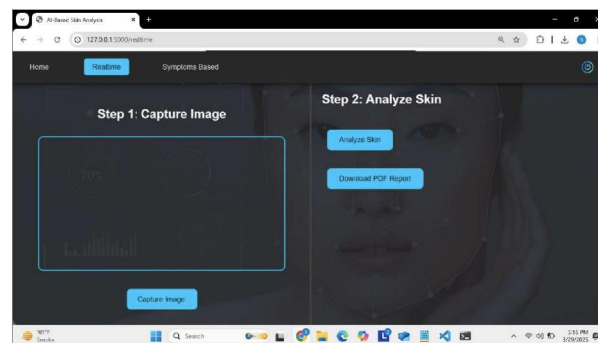 AI-Based Skin Analysis
127.0.0.1:5000/realtime
Home
Realtime
Symptoms Based
Step 1: Capture Image
70%
Capture Image
Step 2: Analyze Skin
Analyze Skin
Download PDF Report
Search
1:51 PM
3/29/2025